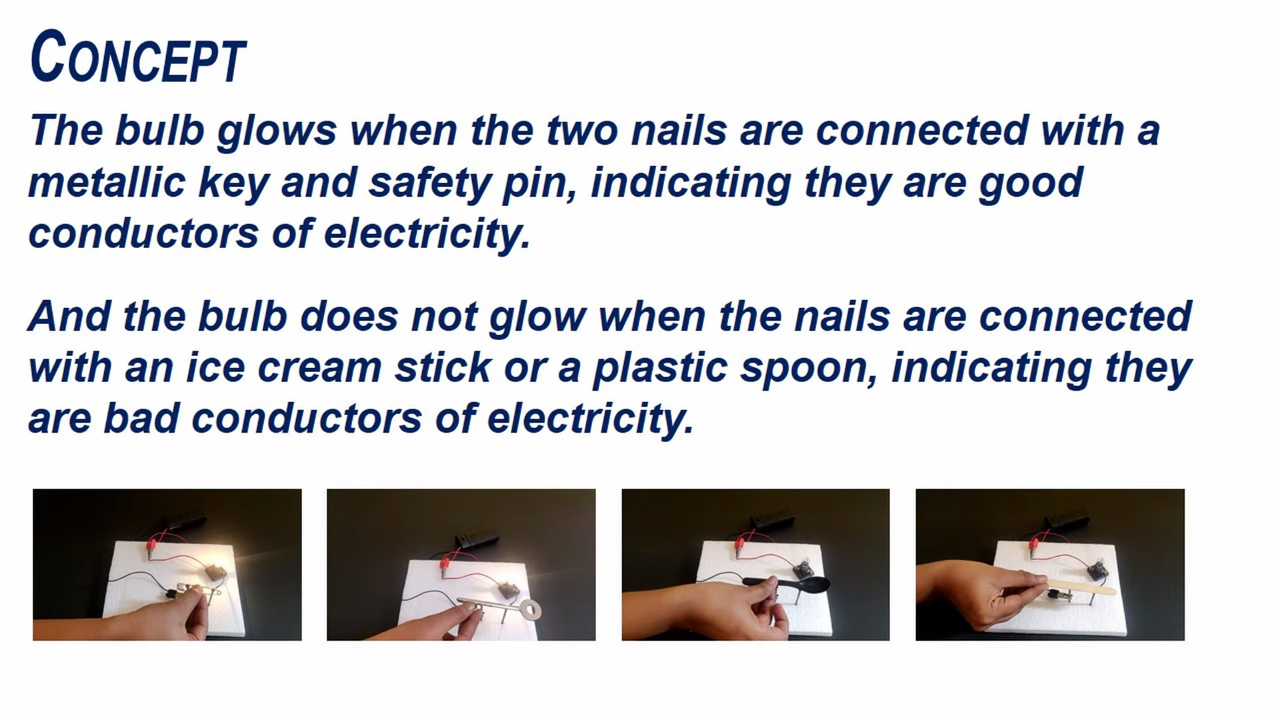 CONCEPT
The bulb glows when the two nails are connected with a
metallic key and safety pin, indicating they are good
conductors of electricity.
And the bulb does not glow when the nails are connected
with an ice cream stick or a plastic spoon, indicating they
are bad conductors of electricity.